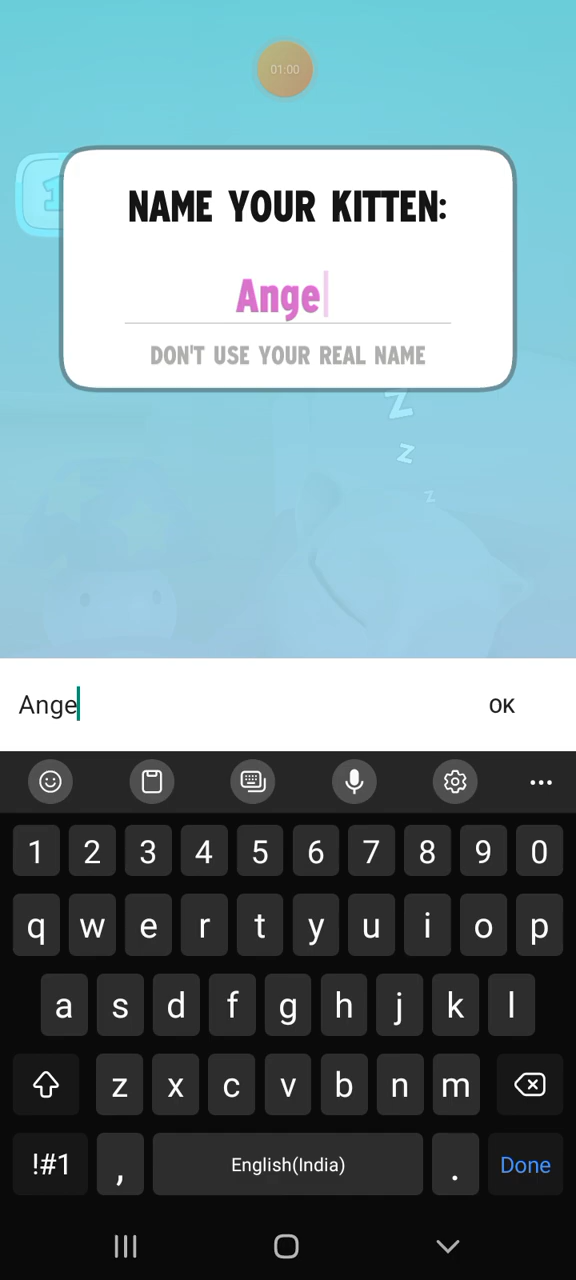 01:00
1
NAME YOUR KITTEN:
Ange
DON'T USE YOUR REAL NAME
Z
Z
Z
Ange OK
1 2 3 4 5 6 7 8 9 0
q w e r t y u i o p
a s d f g h j k l
z x c v b n m
!#1 , English(India) . Done